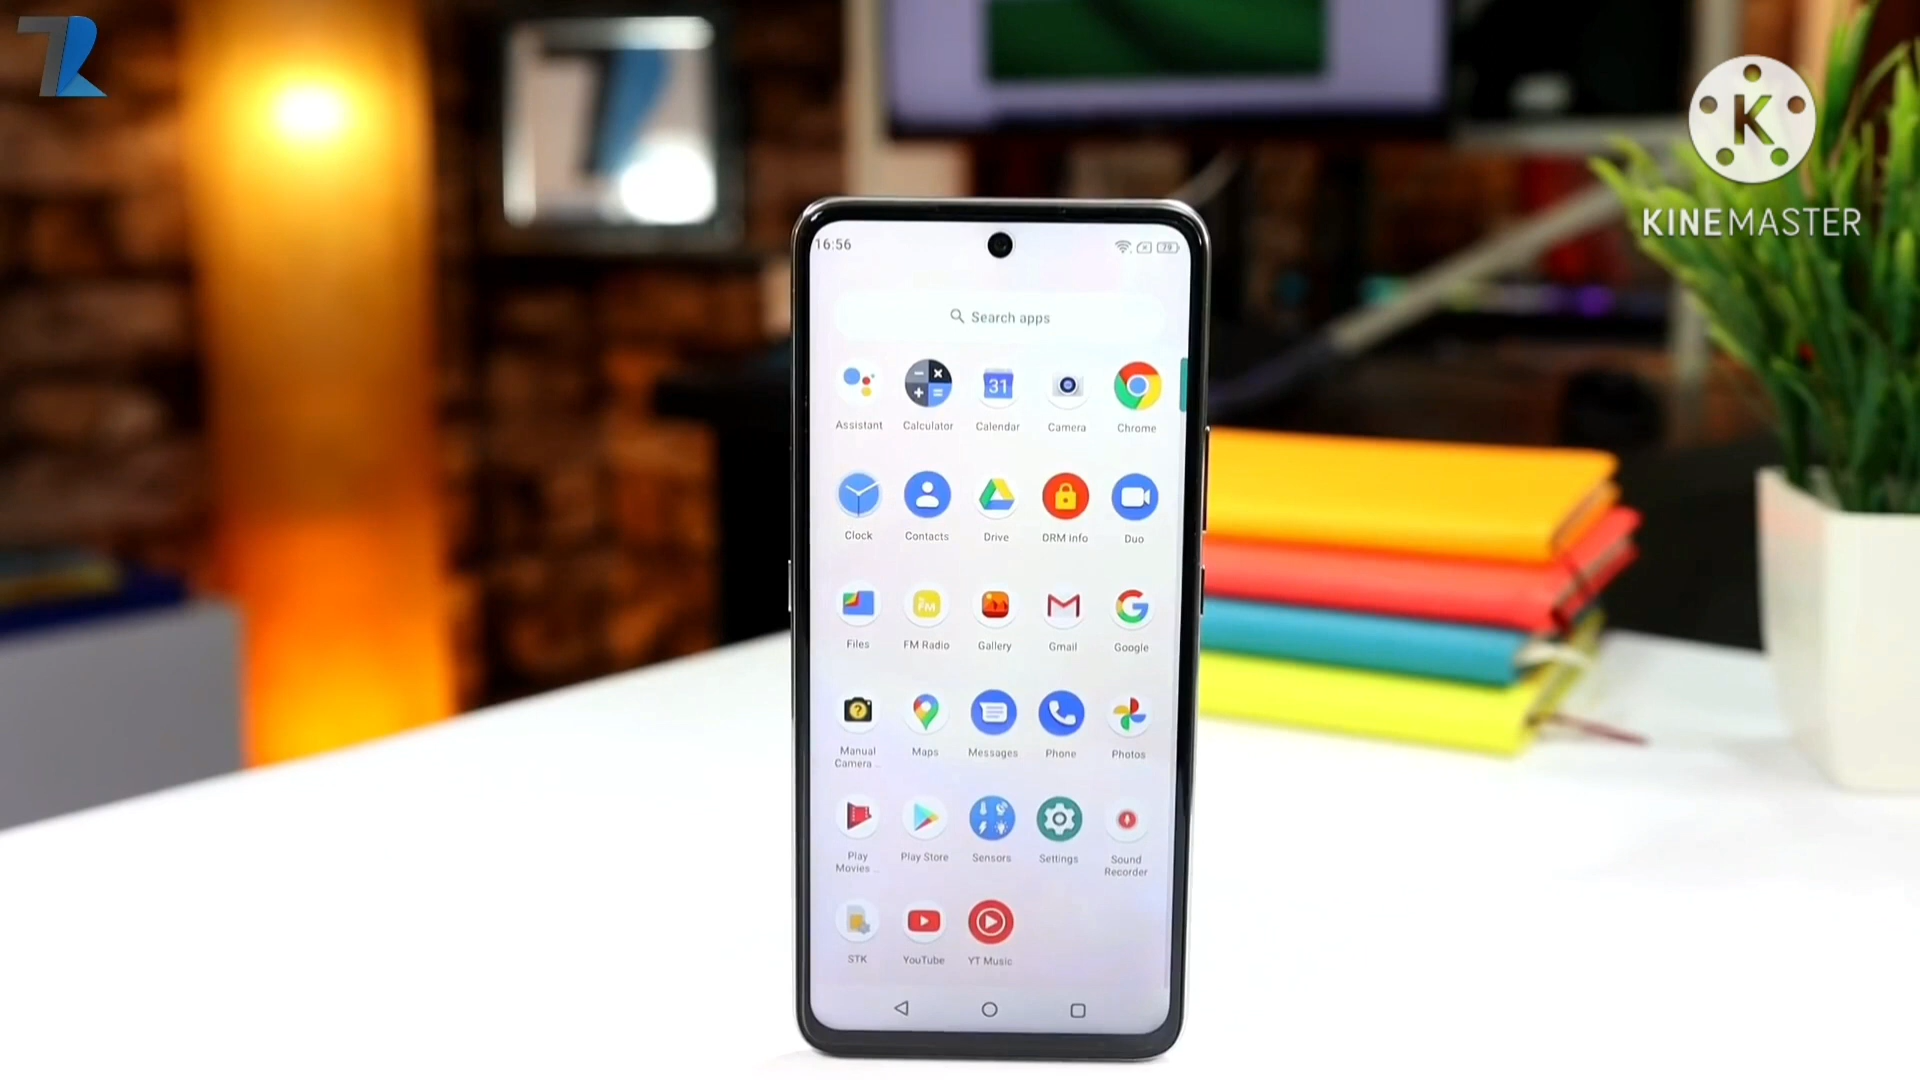 K
KINEMASTER
16:56
79
Search apps
Assistant
Calculator
Calendar
31
Camera
Chrome
Clock
Contacts
Drive
DRM Info
Duo
Files
FM
FM Radio
Gallery
Gmail
Google
Manual
Camera ..
Maps
Messages
Phone
Photos
Play
Movies ..
Play Store
Sensors
Settings
Sound
Recorder
STK
YouTube
YT Music